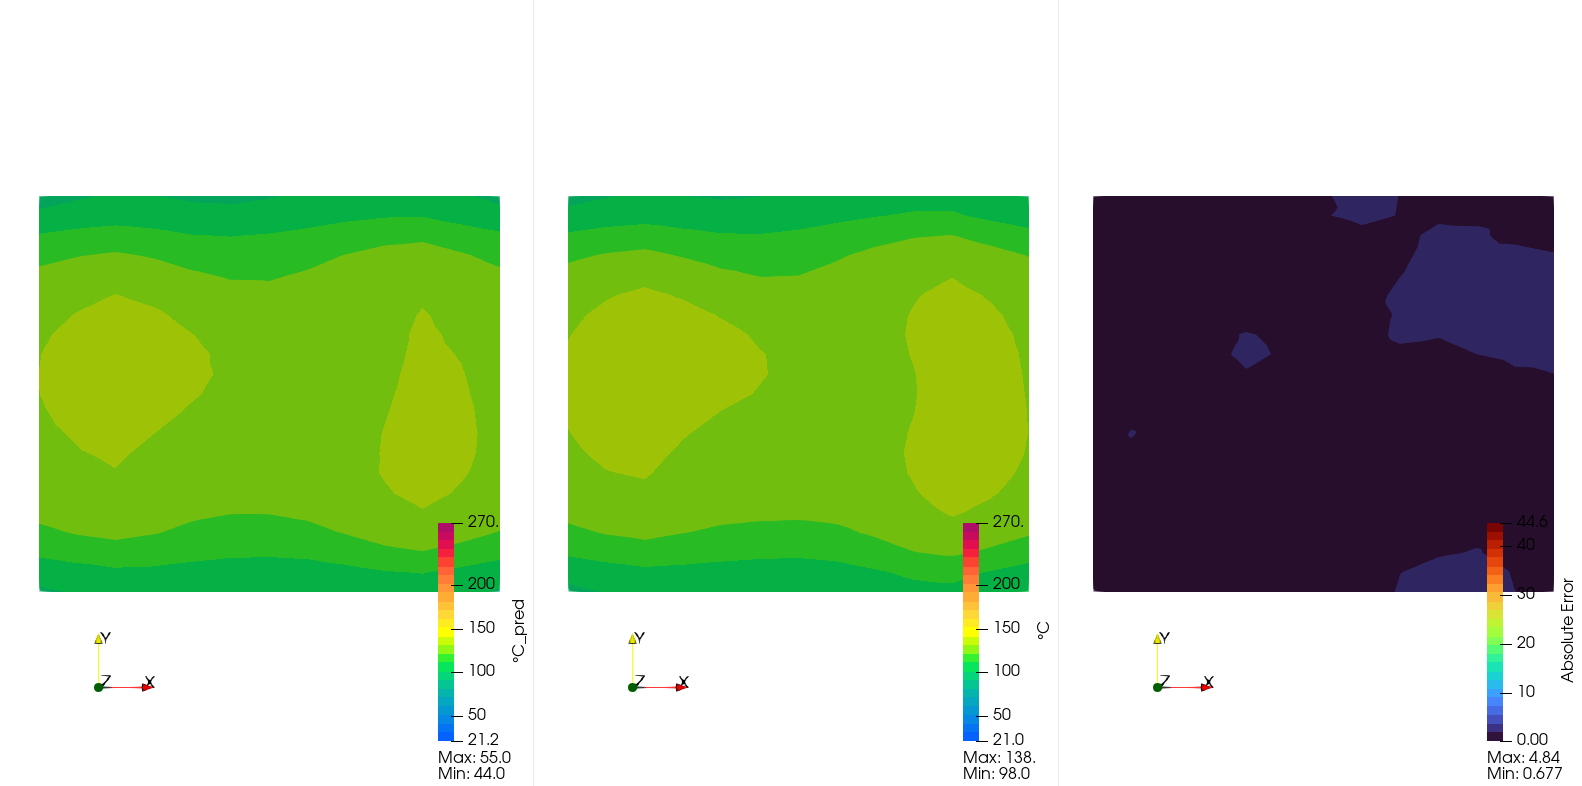 270.
200
150
100
50
21.2
°C_pred
Max: 55.0
Min: 44.0
Y
Z
X
270.
200
150
100
50
21.0
°C
Max: 138.
Min: 98.0
Y
Z
X
44.6
40
30
20
10
0.00
Absolute Error
Max: 4.84
Min: 0.677
Y
Z
X